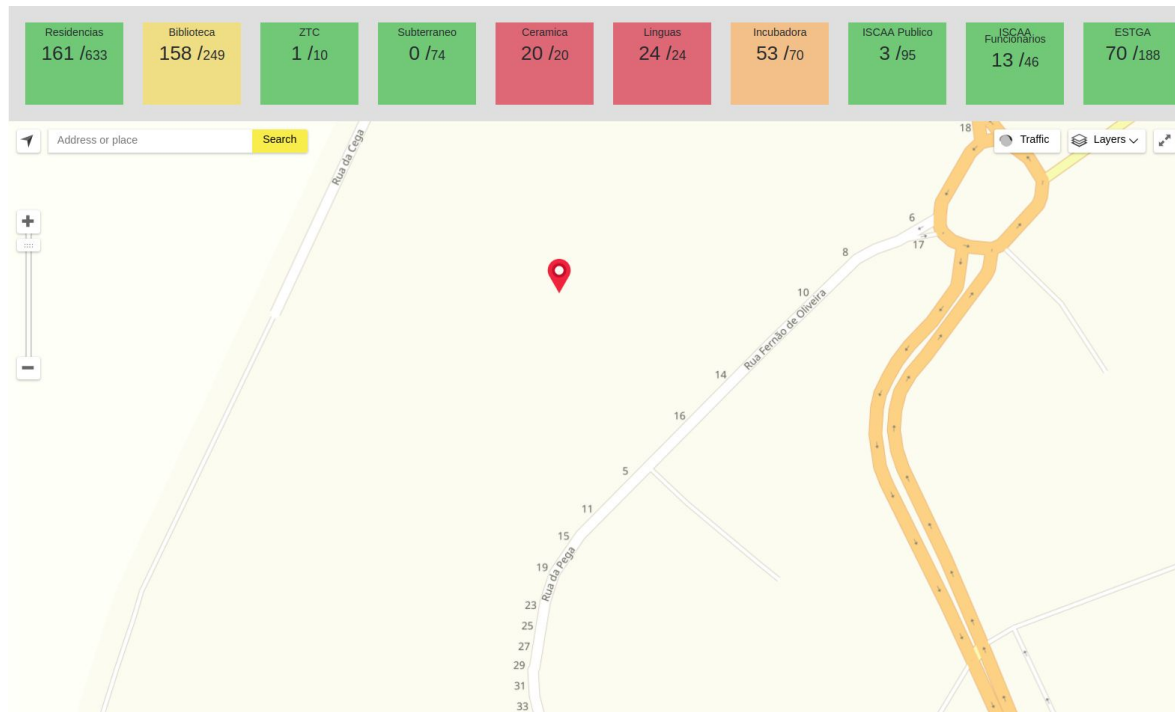 Residencias
161 /633
Biblioteca
158 /249
ZTC
1 /10
Subterraneo
0 /74
Ceramica
20 /20
Linguas
24 /24
Incubadora
53 /70
ISCAA Publico
3 /95
ISCAA
Funcionários
13 /46
ESTGA
70 /188
Address or place
Search
Traffic
Layers
Rua da Cega
18
6
17
8
10
Rua Fernão de Oliveira
14
16
5
11
15
19
Rua da Pega
23
25
27
29
31
33